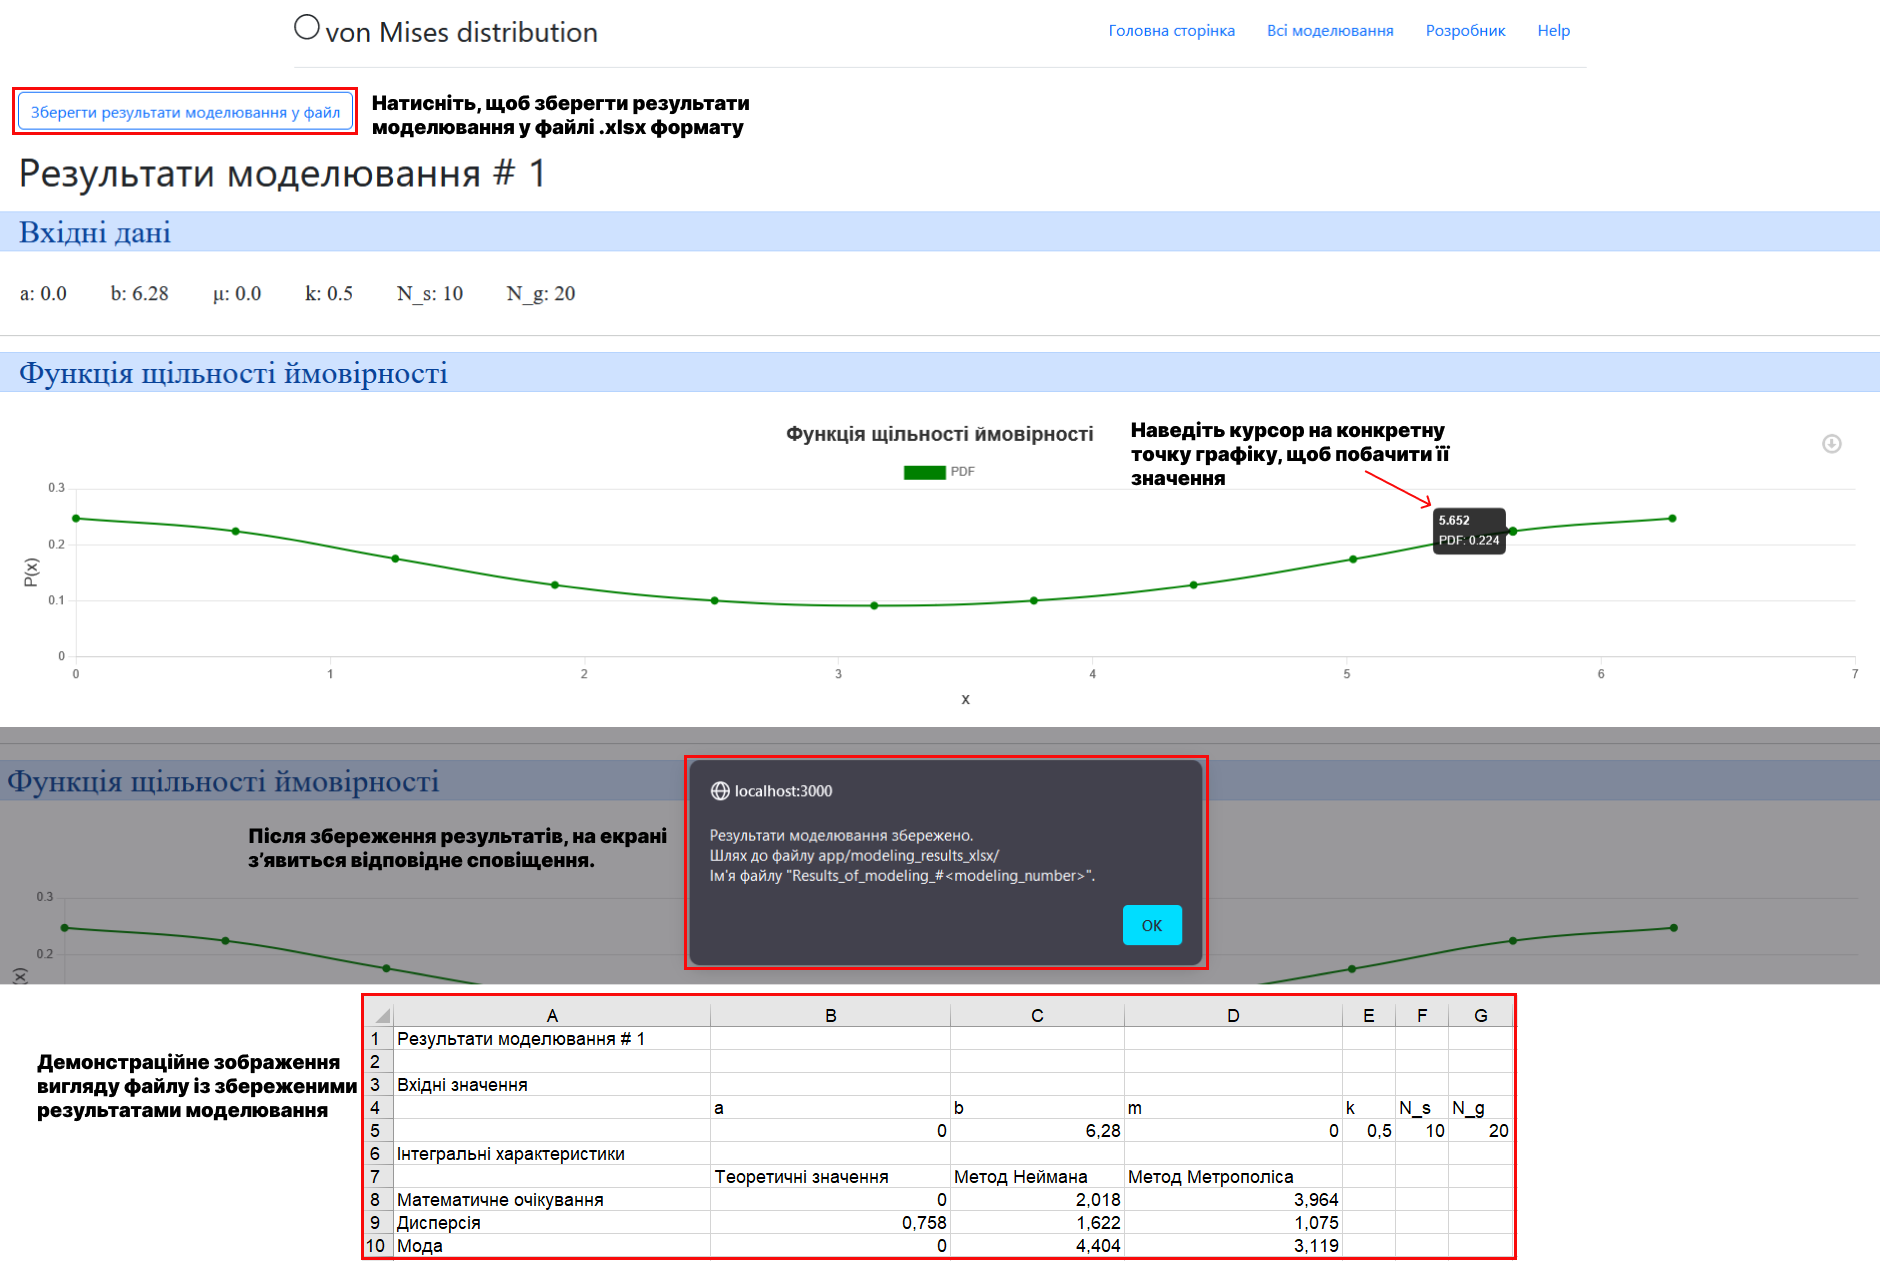 von Mises distribution
Головна сторінка Всі моделювання Розробник Help
Зберегти результати моделювання у файл
Натисніть, щоб зберегти результати
моделювання у файлі .xlsx формату
Результати моделювання # 1
Вхідні дані
a: 0.0 b: 6.28 μ: 0.0 k: 0.5 N_s: 10 N_g: 20
Функція щільності ймовірності
Функція щільності ймовірності
PDF
Наведіть курсор на конкретну
точку графіку, щоб побачити її
значення
5.652
PDF: 0.224
0.3
0.2
0.1
0
P(x)
0 1 2 3 4 5 6 7
x
Функція щільності ймовірності
Після збереження результатів, на екрані
з’явиться відповідне сповіщення.
localhost:3000
Результати моделювання збережено.
Шлях до файлу app/modeling_results_xlsx/
Ім'я файлу "Results_of_modeling_#<modeling_number>".
OK
0.3
0.2
(x)
Демонстраційне зображення
вигляду файлу із збереженими
результатами моделювання
A B C D E F G
1 Результати моделювання # 1
2
3 Вхідні значення
4 a b m k N_s N_g
5 0 6,28 0 0,5 10 20
6 Інтегральні характеристики
7 Теоретичні значення Метод Неймана Метод Метрополіса
8 Математичне очікування 0 2,018 3,964
9 Дисперсія 0,758 1,622 1,075
10 Мода 0 4,404 3,119